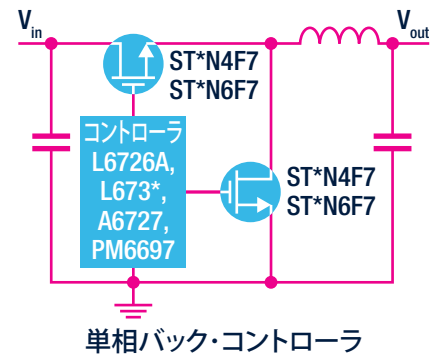 Vin
Vout
ST*N4F7
ST*N6F7
コントローラ
L6726A,
L673*,
A6727,
PM6697
ST*N4F7
ST*N6F7
単相バック・コントローラ